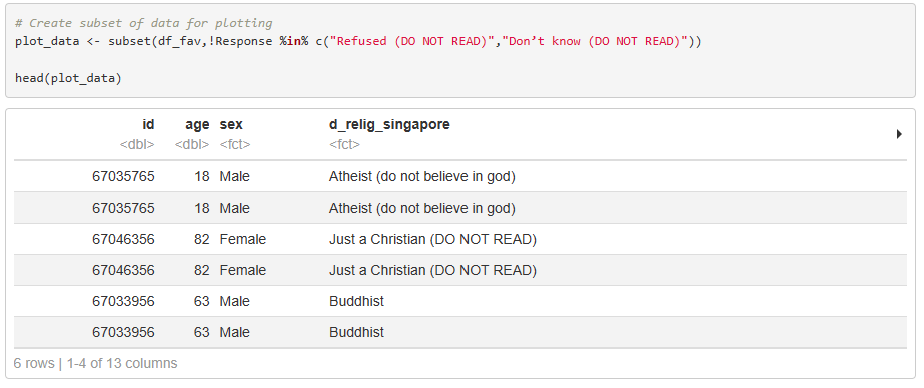 # Create subset of data for plotting
plot_data <- subset(df_fav,!Response %in% c("Refused (DO NOT READ)","Don’t know (DO NOT READ)"))
head(plot_data)
id age sex d_relig_singapore
<dbl> <dbl> <fct> <fct>
67035765 18 Male Atheist (do not believe in god)
67035765 18 Male Atheist (do not believe in god)
67046356 82 Female Just a Christian (DO NOT READ)
67046356 82 Female Just a Christian (DO NOT READ)
67033956 63 Male Buddhist
67033956 63 Male Buddhist
6 rows | 1-4 of 13 columns